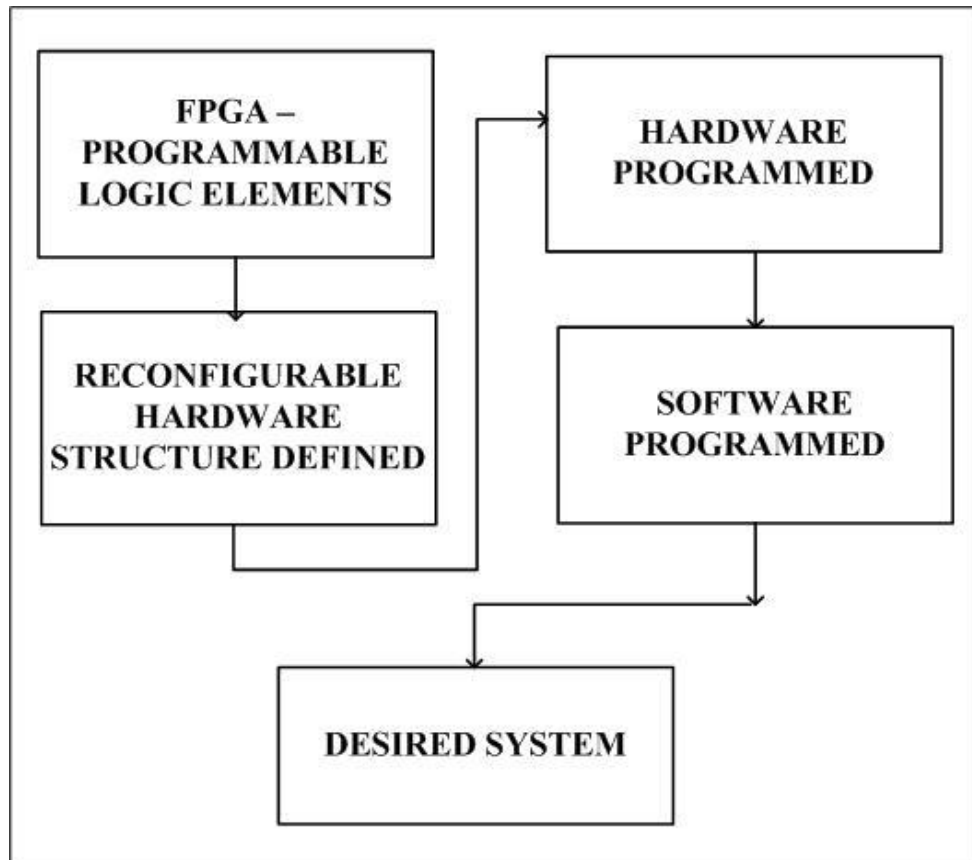 FPGA –
PROGRAMMABLE
LOGIC ELEMENTS
RECONFIGURABLE
HARDWARE
STRUCTURE DEFINED
HARDWARE
PROGRAMMED
SOFTWARE
PROGRAMMED
DESIRED SYSTEM